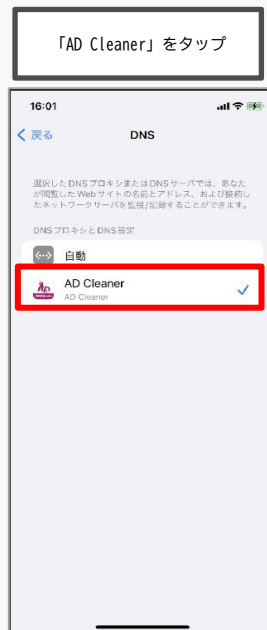 「AD Cleaner」をタップ
16:01
戻る
DNS
選択したDNSプロキシまたはDNSサーバでは、あなた
が閲覧したWebサイトの名前とアドレス、および接続し
たネットワークサーバを監視/記録することができます。
DNSプロキシとDNS設定
自動
AD Cleaner
AD Cleaner